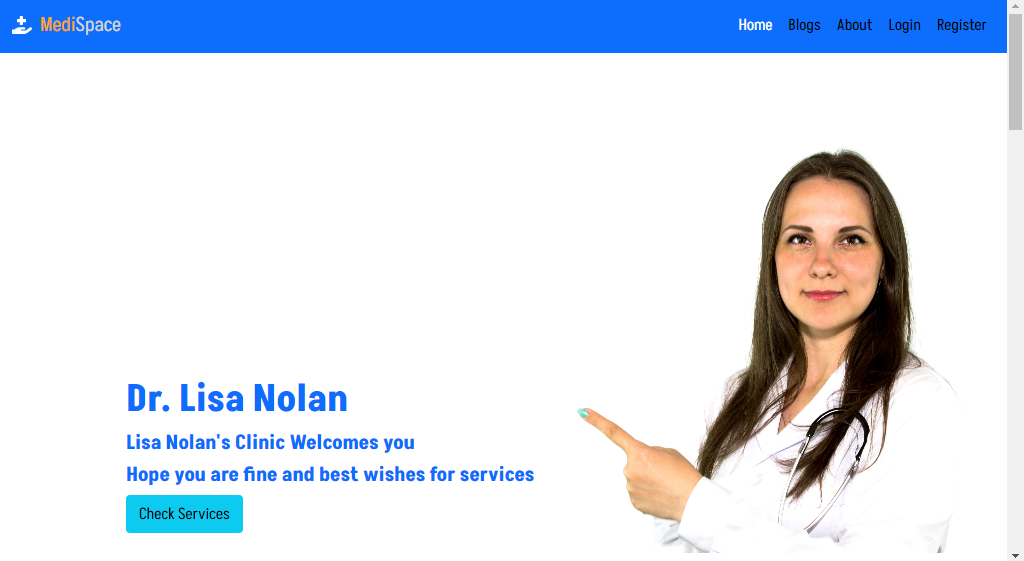 MediSpace
Home Blogs About Login Register
Dr. Lisa Nolan
Lisa Nolan's Clinic Welcomes you
Hope you are fine and best wishes for services
Check Services